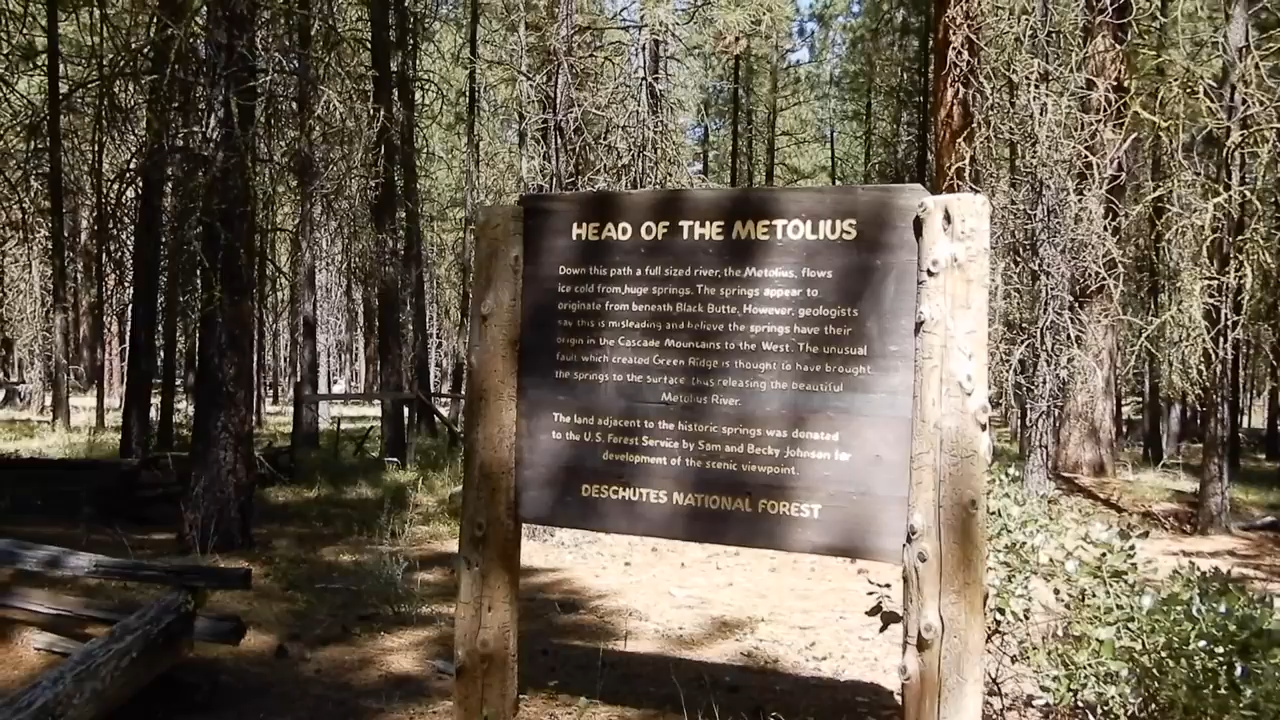 HEAD OF THE METOLIUS
Down this path a full sized river, the Metolius, flows
ice cold from huge springs. The springs appear to
originate from beneath Black Butte. However, geologists
say this is misleading and believe the springs have their
origin in the Cascade Mountains to the West. The unusual
fault which created Green Ridge is thought to have brought
the springs to the surface thus releasing the beautiful
Metolius River.
The land adjacent to the historic springs was donated
to the U.S. Forest Service by Sam and Becky Johnson for
development of the scenic viewpoint.
DESCHUTES NATIONAL FOREST